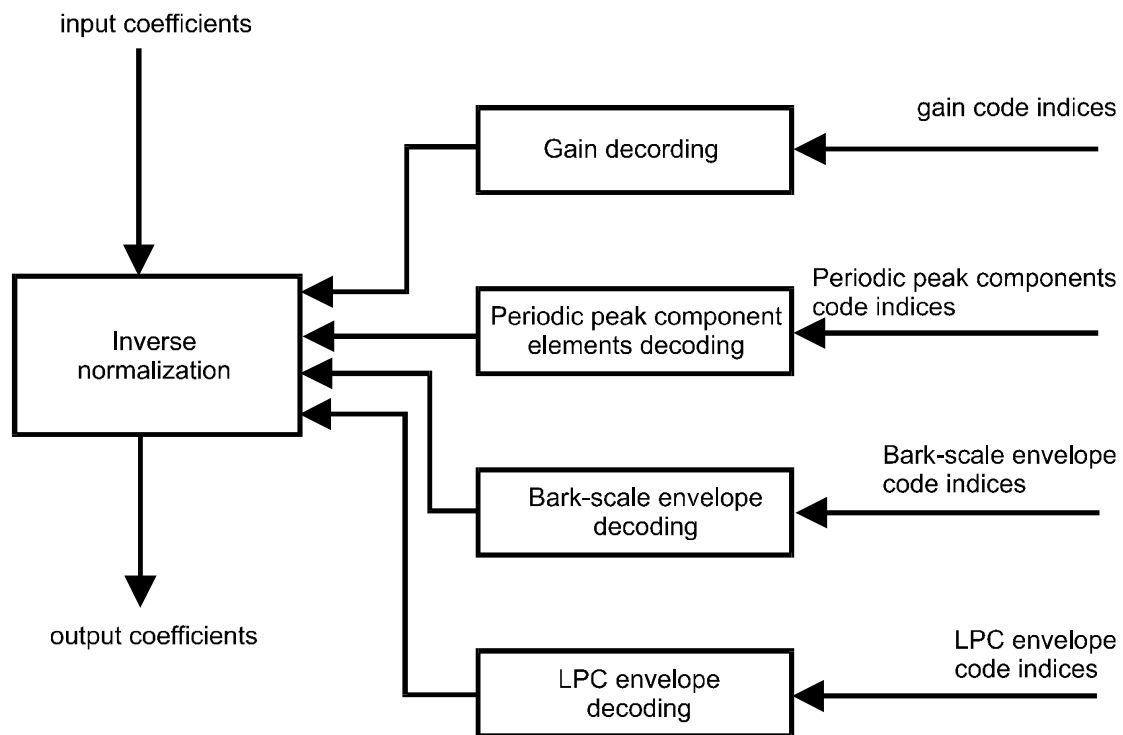 input coefficients
gain code indices
Gain decording
Periodic peak components
code indices
Periodic peak component
elements decoding
Inverse
normalization
Bark-scale envelope
code indices
Bark-scale envelope
decoding
output coefficients
LPC envelope
code indices
LPC envelope
decoding